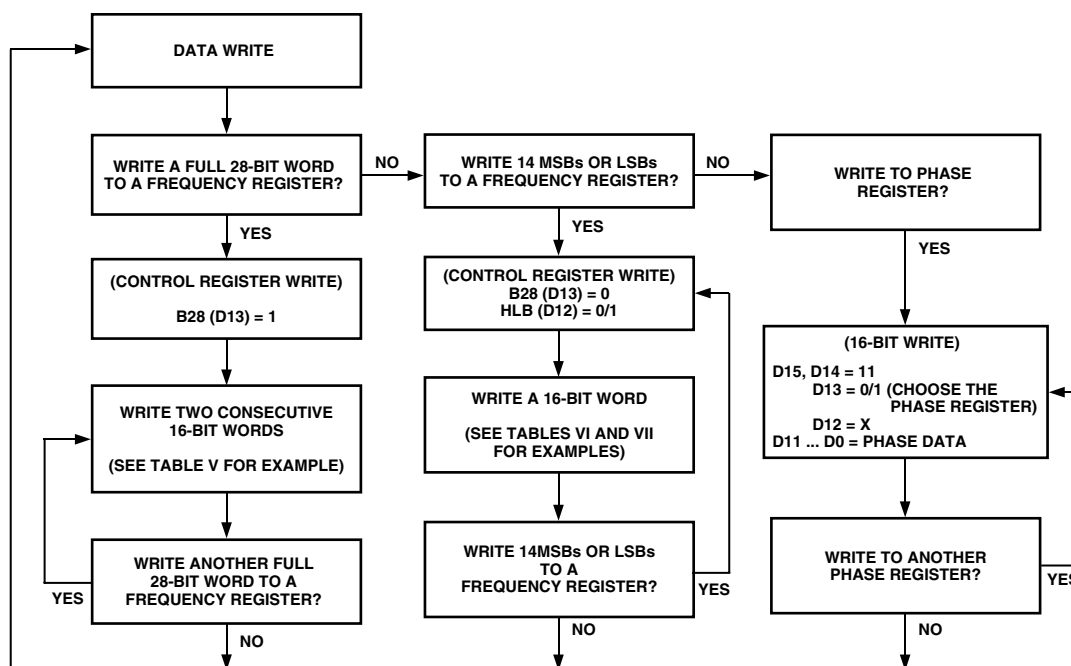 DATA WRITE
WRITE A FULL 28-BIT WORD
TO A FREQUENCY REGISTER?
NO
WRITE 14 MSBs OR LSBs
TO A FREQUENCY REGISTER?
NO
WRITE TO PHASE
REGISTER?
YES
YES
YES
(CONTROL REGISTER WRITE)
B28 (D13) = 1
(CONTROL REGISTER WRITE)
B28 (D13) = 0
HLB (D12) = 0/1
(16-BIT WRITE)
D15, D14 = 11
D13 = 0/1 (CHOOSE THE
PHASE REGISTER)
D12 = X
D11 ... D0 = PHASE DATA
WRITE TWO CONSECUTIVE
16-BIT WORDS
(SEE TABLE V FOR EXAMPLE)
WRITE A 16-BIT WORD
(SEE TABLES VI AND VII
FOR EXAMPLES)
WRITE ANOTHER FULL
28-BIT WORD TO A
FREQUENCY REGISTER?
YES
NO
WRITE 14MSBs OR LSBs
TO A
FREQUENCY REGISTER?
YES
NO
WRITE TO ANOTHER
PHASE REGISTER?
YES
NO